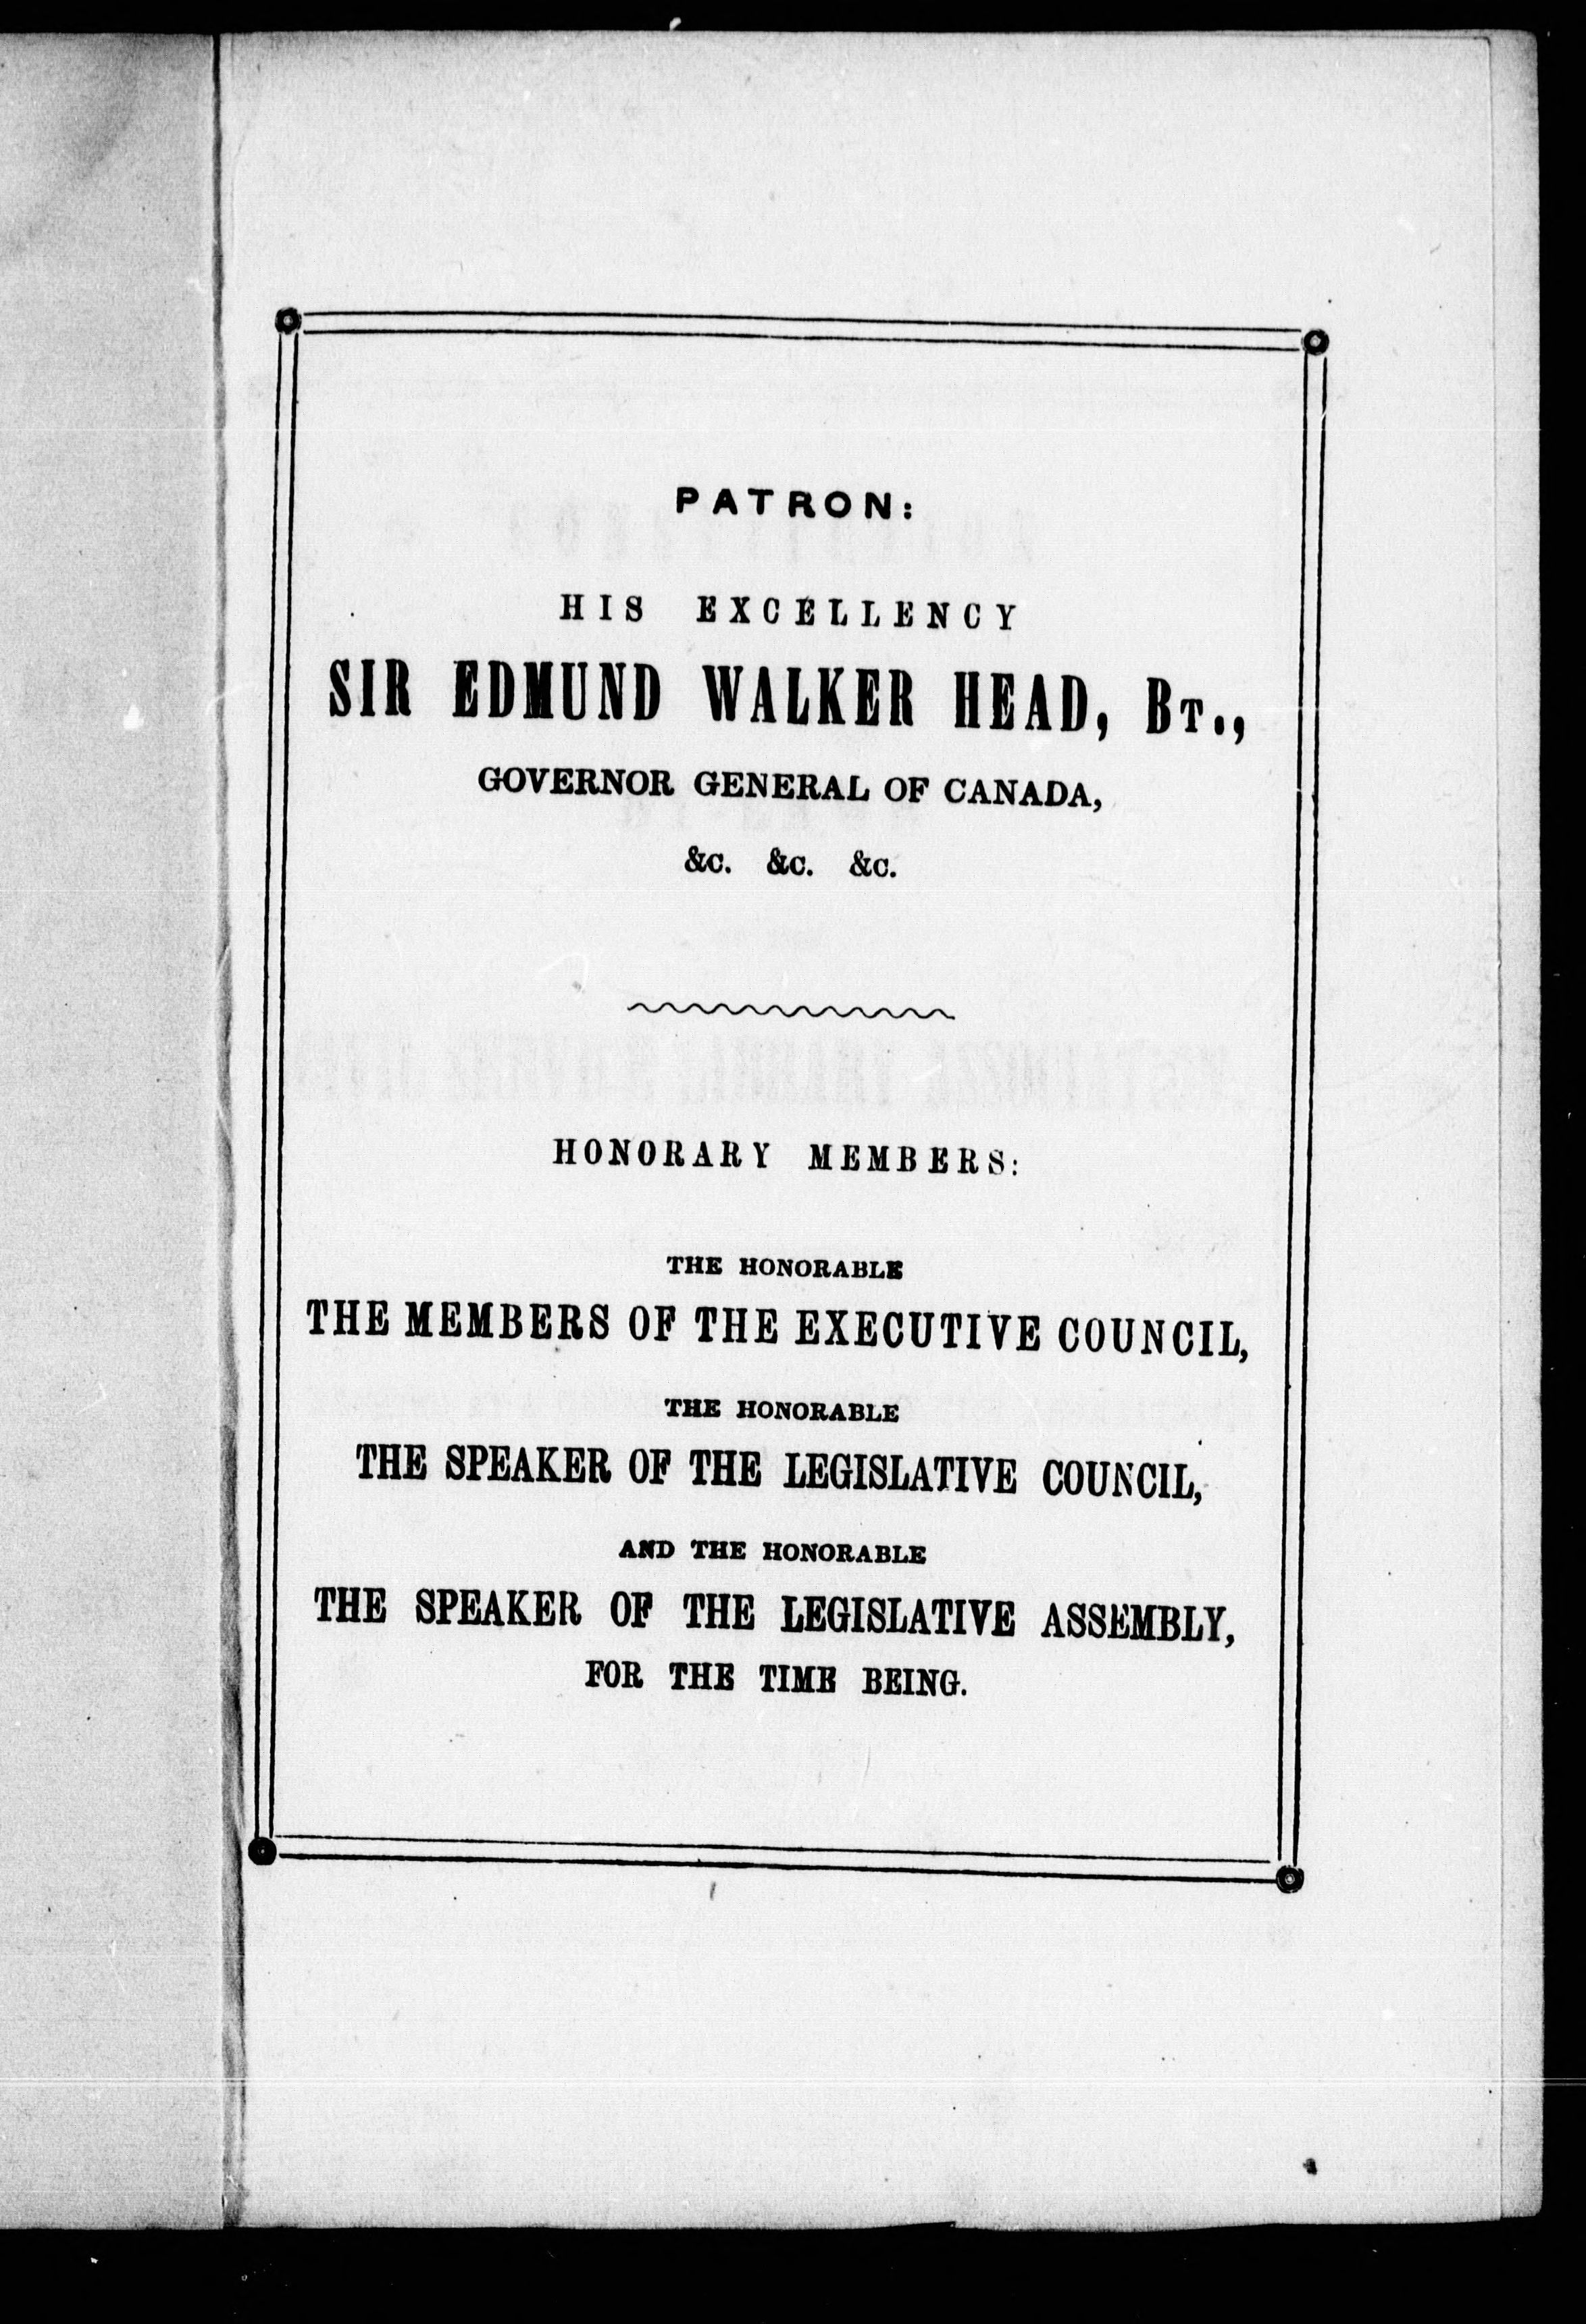 PATRON:
HIS EXCELLENCY
SIR EDMUND WALKER HEAD, BT.,
GOVERNOR GENERAL OF CANADA,
&C. &C. &C.
HONORARY MEMBERS:
THE HONORABLE
THE MEMBERS OF THE EXECUTIVE COUNCIL,
THE HONORABLE
THE SPEAKER OF THE LEGISLATIVE COUNCIL,
AND THE HONORABLE
THE SPEAKER OF THE LEGISLATIVE ASSEMBLY,
FOR THE TIME BEING.